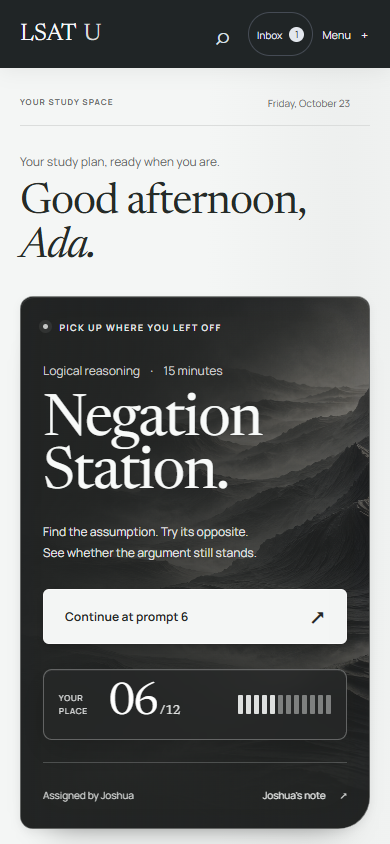 LSAT U
Inbox 1
Menu +
YOUR STUDY SPACE
Friday, October 23
Your study plan, ready when you are.
Good afternoon,
Ada.
PICK UP WHERE YOU LEFT OFF
Logical reasoning · 15 minutes
Negation
Station.
Find the assumption. Try its opposite.
See whether the argument still stands.
Continue at prompt 6 ↗
YOUR
PLACE
06/12
Assigned by Joshua
Joshua's note ↗